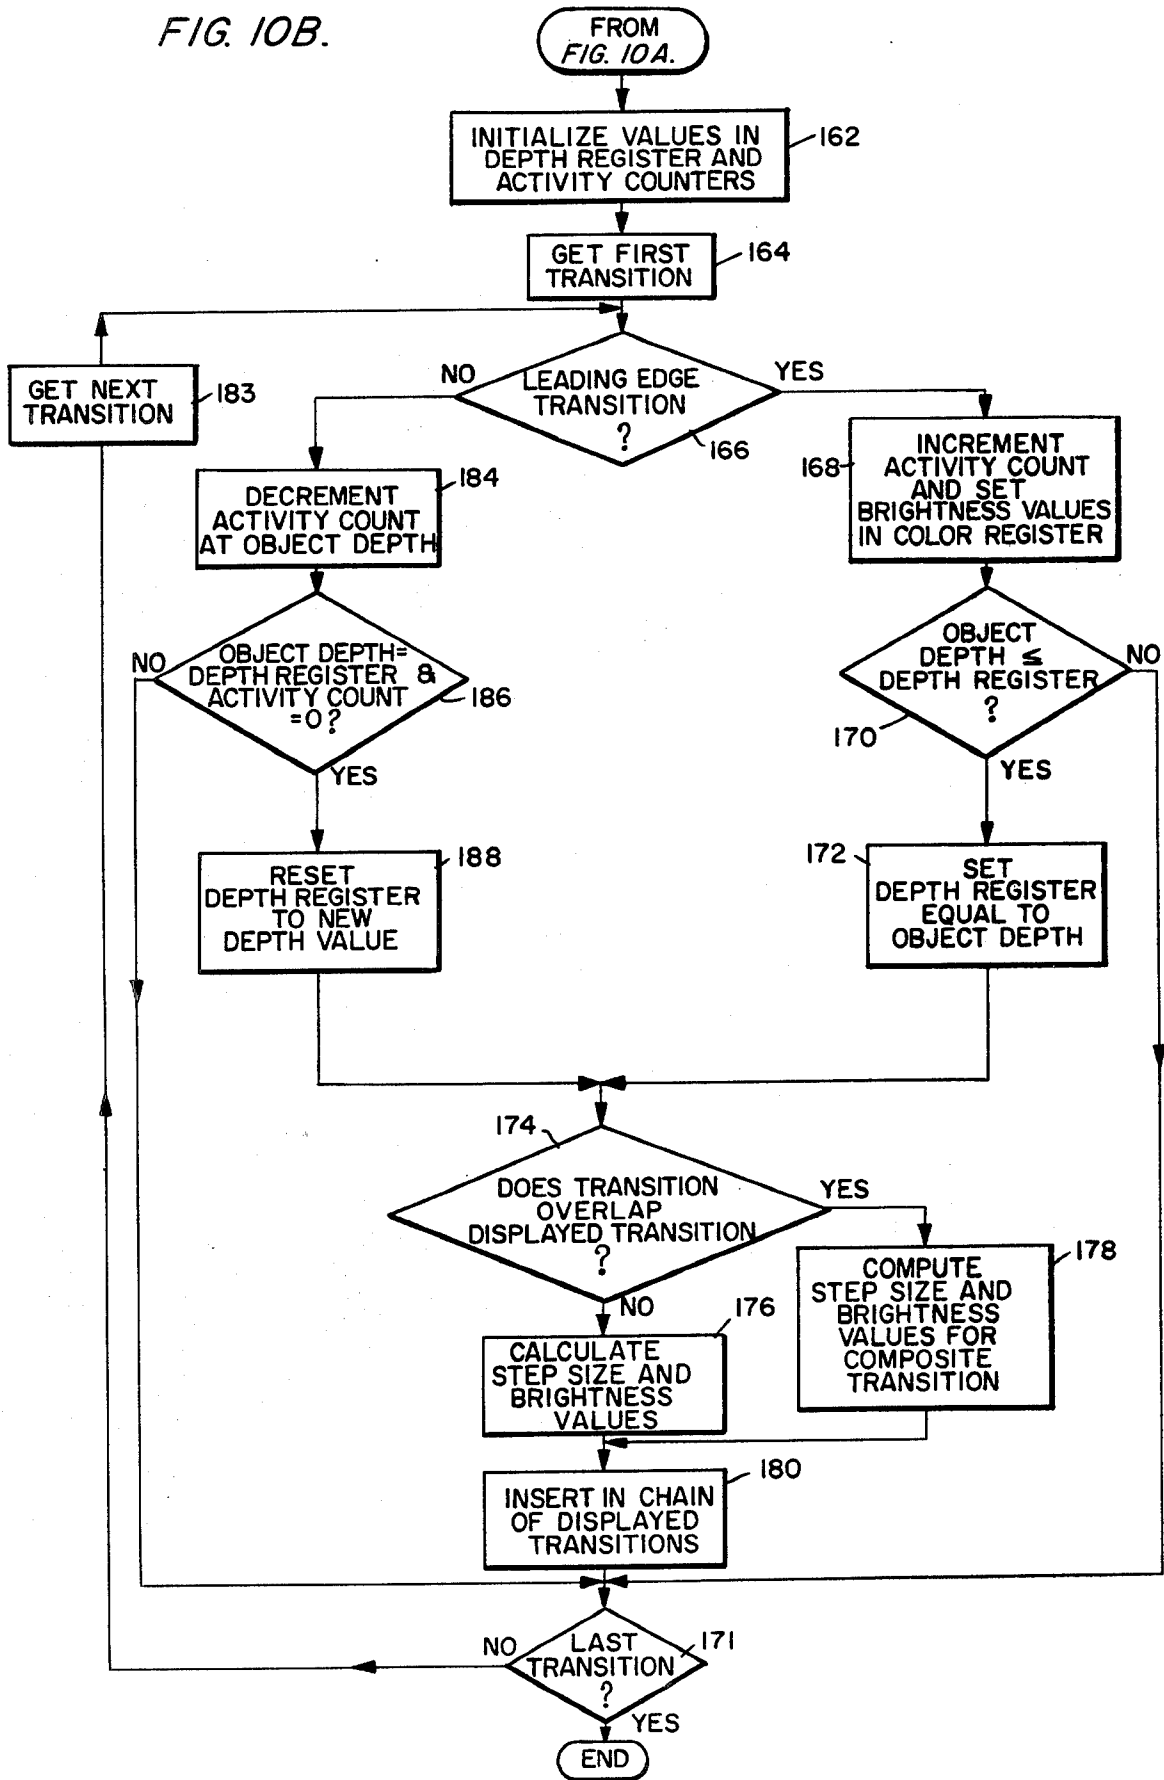 FIG. 10B.
FROM
FIG. 10A.
INITIALIZE VALUES IN
DEPTH REGISTER AND
ACTIVITY COUNTERS
162
GET FIRST
TRANSITION
164
GET NEXT
TRANSITION
183
NO
LEADING EDGE
TRANSITION
?
YES
166
184
DECREMENT
ACTIVITY COUNT
AT OBJECT DEPTH
168
INCREMENT
ACTIVITY COUNT
AND SET
BRIGHTNESS VALUES
IN COLOR REGISTER
NO
OBJECT DEPTH=
DEPTH REGISTER &
ACTIVITY COUNT
=0?
186
YES
OBJECT
DEPTH ≤
DEPTH REGISTER
?
NO
170
YES
188
RESET
DEPTH REGISTER
TO NEW
DEPTH VALUE
172
SET
DEPTH REGISTER
EQUAL TO
OBJECT DEPTH
174
DOES TRANSITION
OVERLAP
DISPLAYED TRANSITION
?
YES
NO
176
CALCULATE
STEP SIZE AND
BRIGHTNESS
VALUES
178
COMPUTE
STEP SIZE AND
BRIGHTNESS
VALUES FOR
COMPOSITE
TRANSITION
180
INSERT IN CHAIN
OF DISPLAYED
TRANSITIONS
NO
LAST
TRANSITION
?
171
YES
END